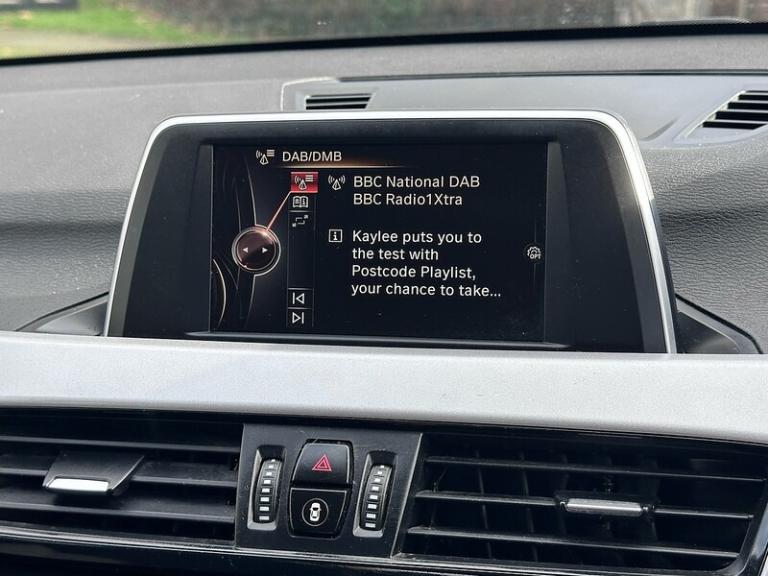 DAB/DMB
BBC National DAB
BBC Radio1Xtra
Kaylee puts you to
the test with
Postcode Playlist,
your chance to take...
OPT